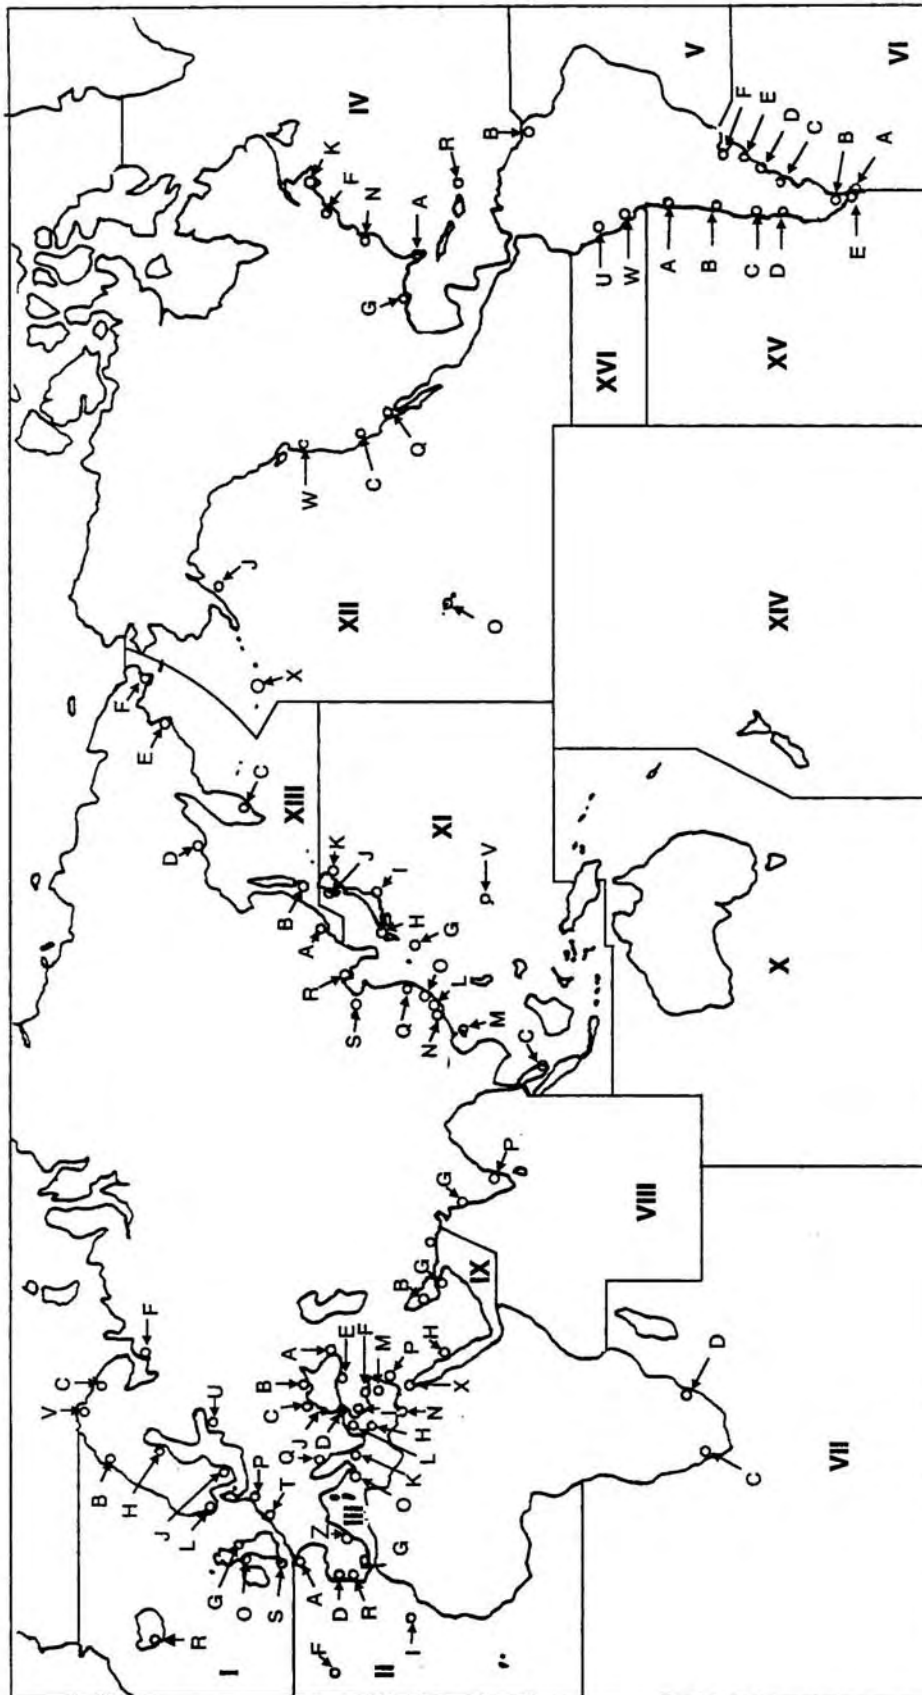 I
R
S
O
G
L
J
H
B
V
C
F
U
P
T
II
F
I
A
D
R
G
III
Z
O
K
Q
L
H
J
D
I
C
B
A
E
F
M
N
P
X
IV
G
A
N
F
K
R
V
B
VI
F
E
D
C
B
A
VII
C
D
VIII
G
P
IX
H
B
G
X
XI
C
M
N
L
O
Q
S
R
G
H
I
J
K
V
XII
X
J
O
W
C
Q
XIII
A
B
D
C
E
F
XIV
XV
A
B
C
D
E
XVI
U
W